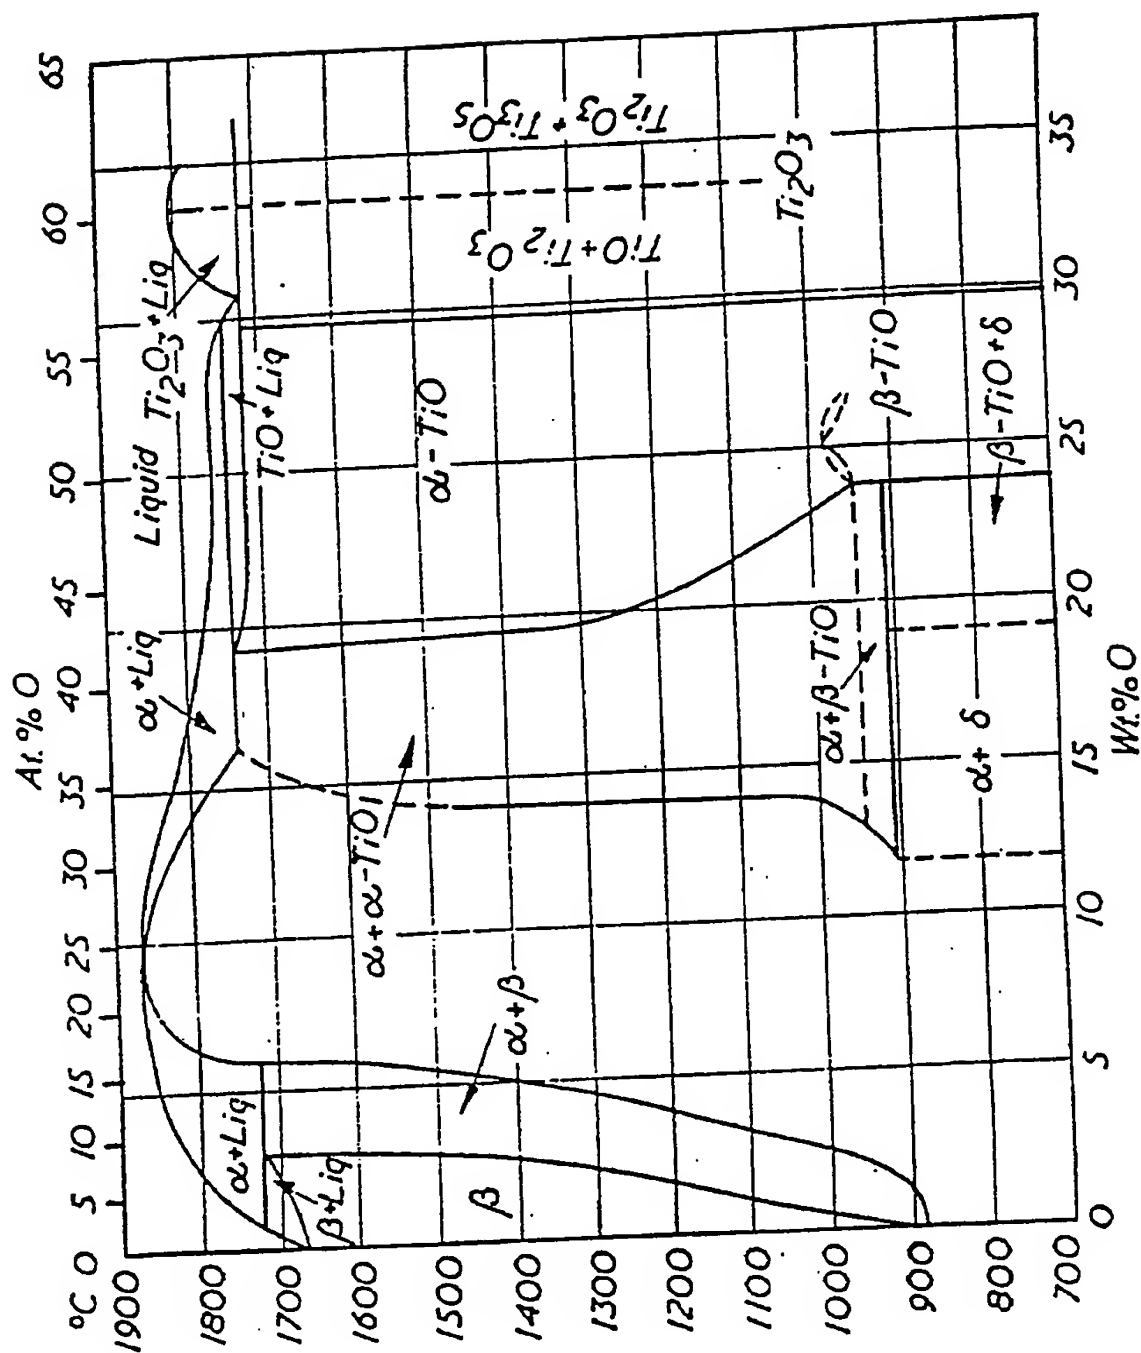 At.% O
°C 0 5 10 15 20 25 30 35 40 45 50 55 60 65
1900
1800
1700
1600
1500
1400
1300
1200
1100
1000
900
800
700
α+Liq
Liquid
Ti₂O₃+Liq
α+Liq
TiO+Liq
β+Liq
α+α-TiO
α-TiO
β
α+β
TiO+Ti₂O₃
Ti₂O₃+Ti₃O₅
Ti₂O₃
α+β-TiO
β-TiO
α+δ
β-TiO+δ
0 5 10 15 20 25 30 35
Wt.% O